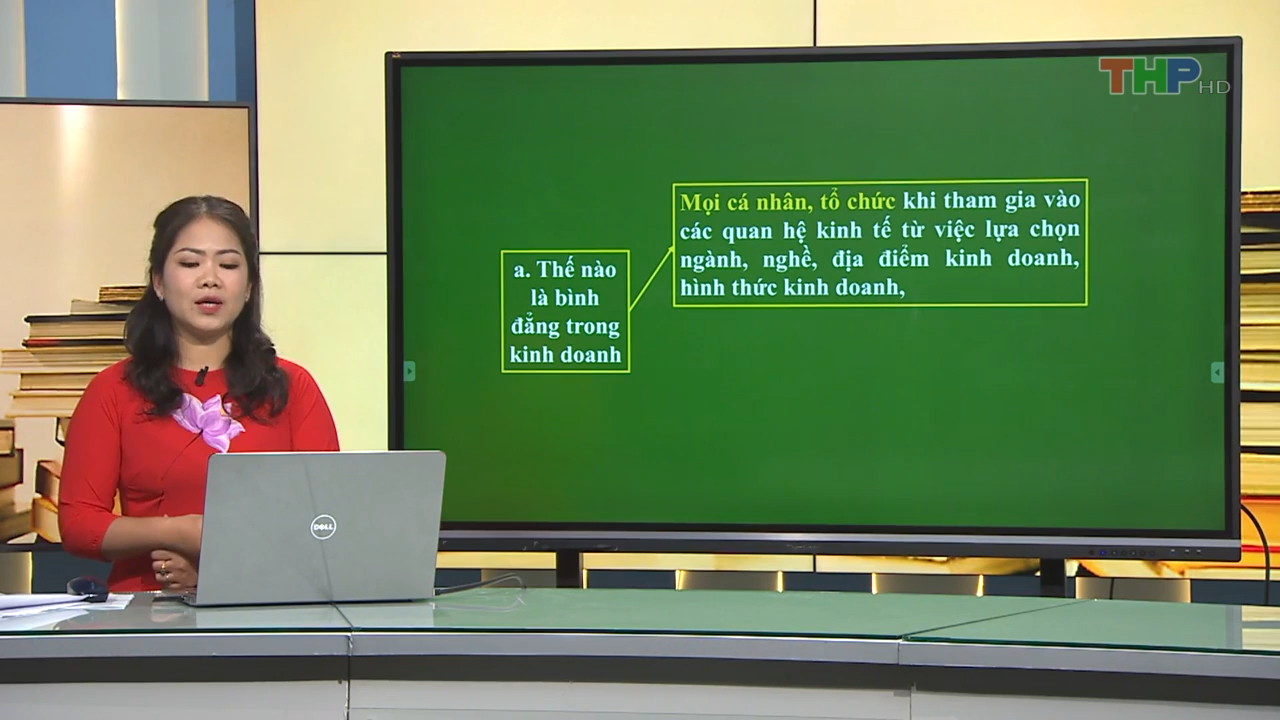 THP HD
Mọi cá nhân, tổ chức khi tham gia vào
các quan hệ kinh tế từ việc lựa chọn
ngành, nghề, địa điểm kinh doanh,
hình thức kinh doanh,
a. Thế nào
là bình
đẳng trong
kinh doanh
DELL